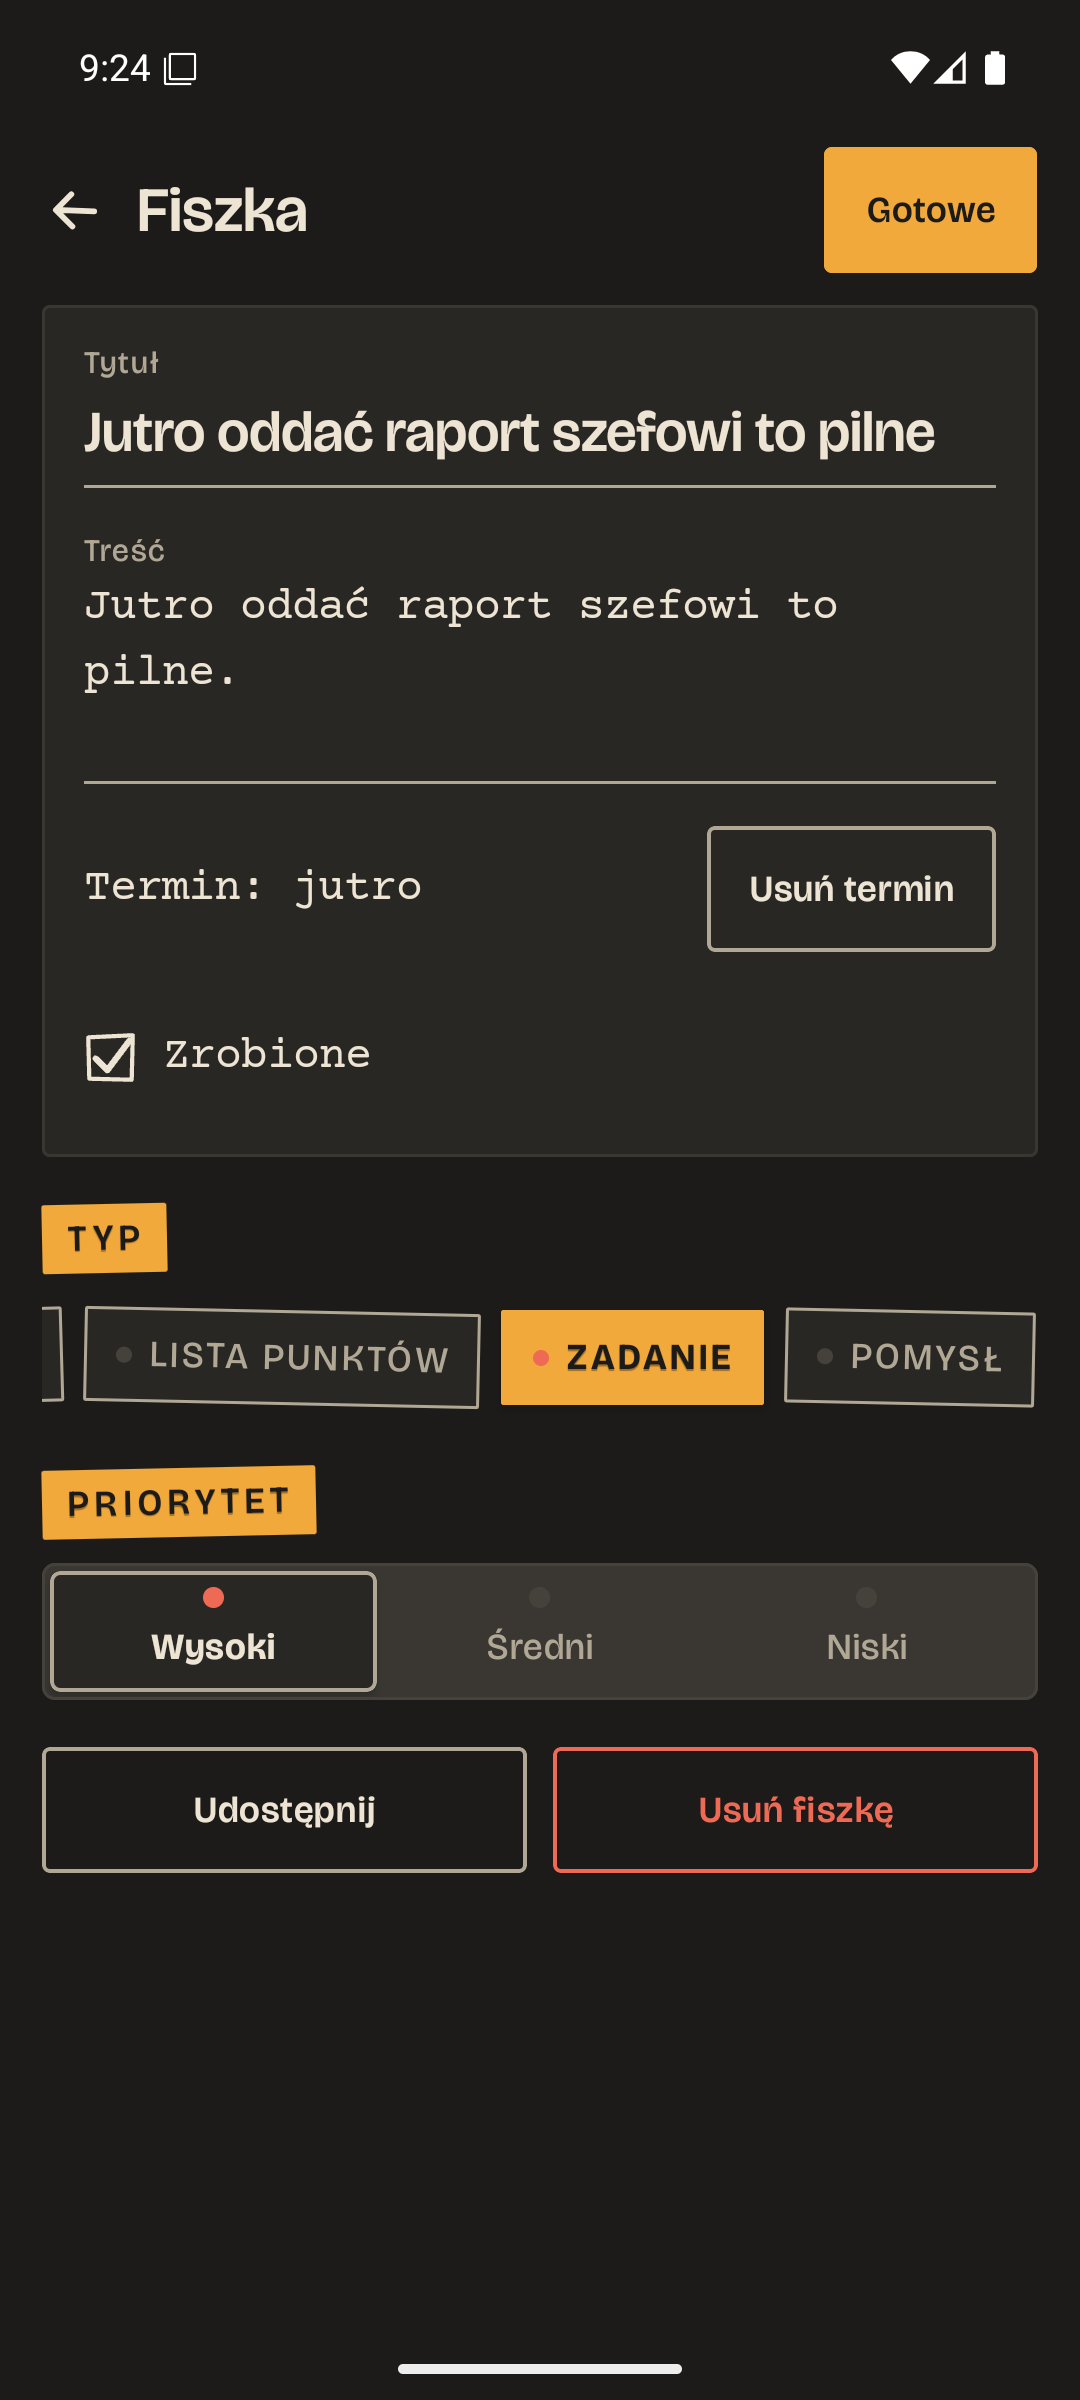 9:24
Fiszka
Gotowe
Tytuł
Jutro oddać raport szefowi to pilne
Treść
Jutro oddać raport szefowi to
pilne.
Termin: jutro
Usuń termin
Zrobione
TYP
LISTA PUNKTÓW
ZADANIE
POMYSŁ
PRIORYTET
Wysoki
Średni
Niski
Udostępnij
Usuń fiszkę